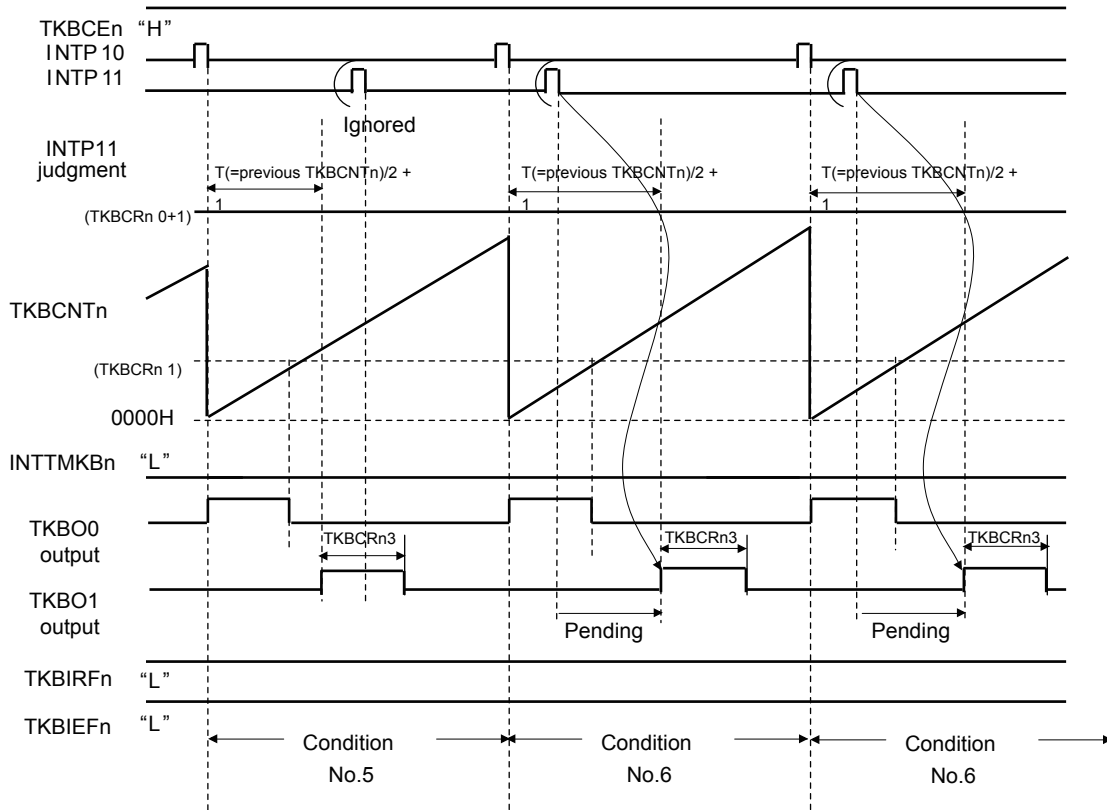 TKBCEn “H”
INTP10
INTP11
Ignored
INTP11
judgment
T(=previous TKBCNTn)/2 +
1
T(=previous TKBCNTn)/2 +
1
T(=previous TKBCNTn)/2 +
1
(TKBCRn 0+1)
TKBCNTn
(TKBCRn 1)
0000H
INTTMKBn “L”
TKBO0
output
TKBCRn3
TKBCRn3
TKBCRn3
TKBO1
output
Pending
Pending
TKBIRFn “L”
TKBIEFn “L”
Condition
No.5
Condition
No.6
Condition
No.6